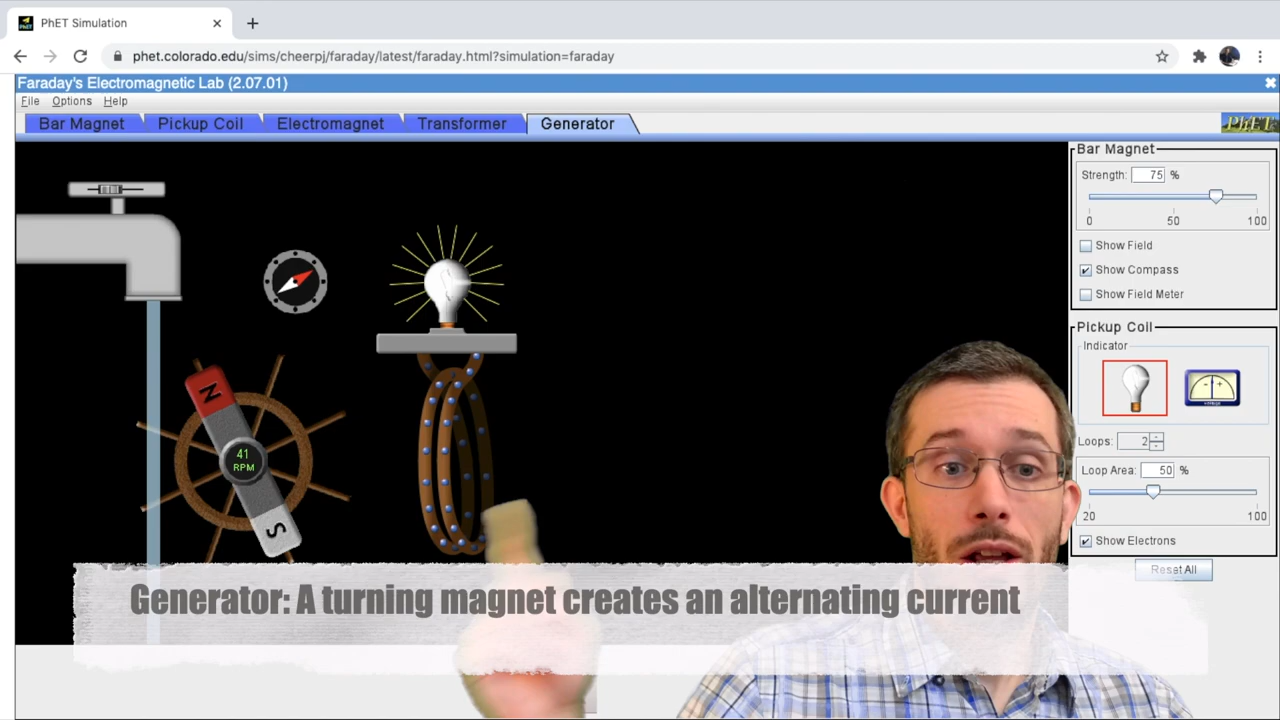 PhET Simulation
phet.colorado.edu/sims/cheerpj/faraday/latest/faraday.html?simulation=faraday
Faraday's Electromagnetic Lab (2.07.01)
File Options Help
Bar Magnet Pickup Coil Electromagnet Transformer Generator
PhET
Bar Magnet
Strength: 75 %
0 50 100
Show Field
Show Compass
Show Field Meter
N
41
RPM
S
Pickup Coil
Indicator
Loops: 2
Loop Area: 50 %
20 100
Show Electrons
Reset All
Generator: A turning magnet creates an alternating current